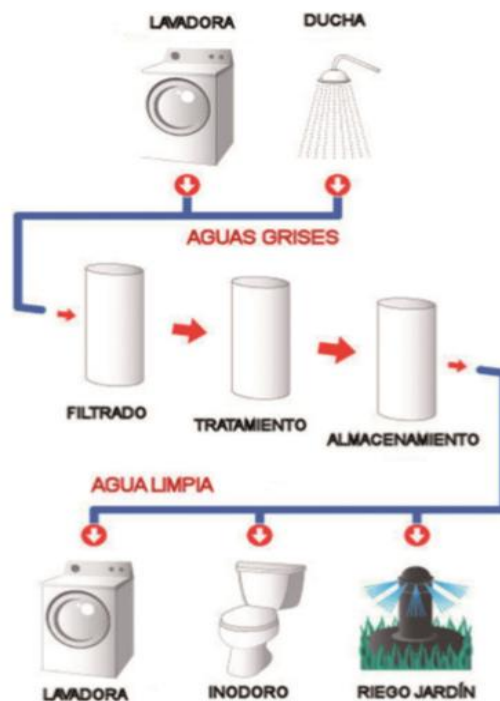 LAVADORA DUCHA
AGUAS GRISES
FILTRADO
TRATAMIENTO
ALMACENAMIENTO
AGUA LIMPIA
LAVADORA INODORO RIEGO JARDÍN